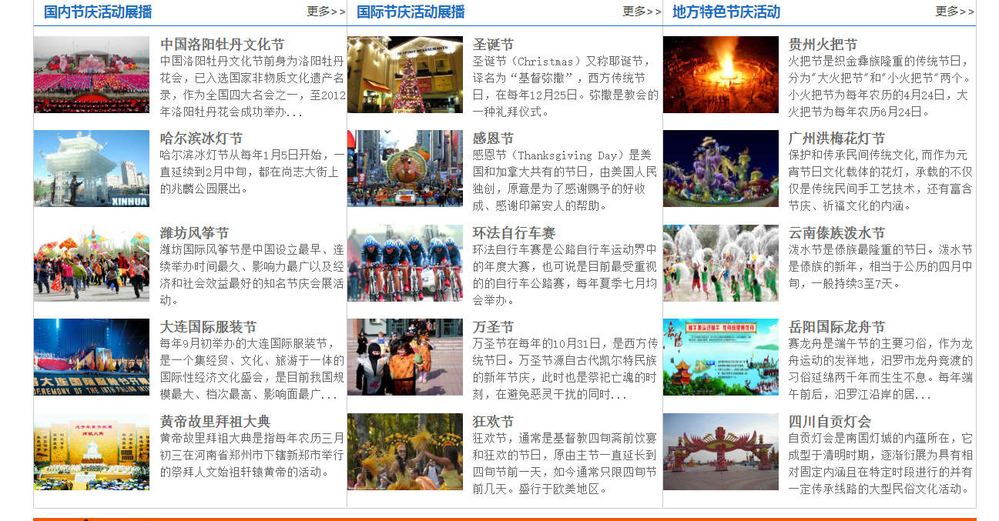 国内节庆活动展播
更多>>
中国洛阳牡丹文化节
中国洛阳牡丹文化节前身为洛阳牡丹
花会，已入选国家非物质文化遗产名
录，作为全国四大名会之一，至2012
年洛阳牡丹花会成功举办...
XINHUA
哈尔滨冰灯节
哈尔滨冰灯节从每年1月5日开始，一
直延续到2月中旬，都在尚志大街上
的兆麟公园展出。
潍坊风筝节
潍坊国际风筝节是中国设立最早、连
续举办时间最久、影响力最广以及经
济和社会效益最好的知名节庆会展活
动。
大连国际服装节
每年9月初举办的大连国际服装节，
是一个集经贸、文化、旅游于一体的
国际性经济文化盛会，是目前我国规
模最大、档次最高、影响面最广...
大连国际服装节开幕
黄帝故里拜祖大典
黄帝故里拜祖大典是指每年农历三月
初三在河南省郑州市下辖新郑市举行
的祭拜人文始祖轩辕黄帝的活动。
拜祖大典
国际节庆活动展播
更多>>
SEAPORT RESTAURANTS
圣诞节
圣诞节（Christmas）又称耶诞节，
译名为“基督弥撒”，西方传统节
日，在每年12月25日。弥撒是教会的
一种礼拜仪式。
感恩节
感恩节（Thanksgiving Day）是美
国和加拿大共有的节日，由美国人民
独创，原意是为了感谢赐予的好收
成、感谢印第安人的帮助。
环法自行车赛
环法自行车赛是公路自行车运动界中
的年度大赛，也可说是目前最受重视
的的自行车公路赛，每年夏季七月均
会举办。
万圣节
万圣节在每年的10月31日，是西方传
统节日。万圣节源自古代凯尔特民族
的新年节庆，此时也是祭祀亡魂的时
刻，在避免恶灵干扰的同时...
狂欢节
狂欢节，通常是基督教四旬斋前饮宴
和狂欢的节日，原由主节一直延长到
四旬节前一天，如今通常只限四旬节
前几天。盛行于欧美地区。
地方特色节庆活动
更多>>
贵州火把节
火把节是织金彝族隆重的传统节日，
分为"大火把节"和"小火把节"两个。
小火把节为每年农历的4月24日，大
火把节为每年农历6月24日。
广州洪梅花灯节
保护和传承民间传统文化,而作为元
宵节日文化载体的花灯，承载的不仅
仅是传统民间手工艺技术，还有富含
节庆、祈福文化的内涵。
云南傣族泼水节
泼水节是傣族最隆重的节日。泼水节
是傣族的新年，相当于公历的四月中
旬，一般持续3至7天。
岳阳国际龙舟节
赛龙舟是端午节的主要习俗，作为龙
舟运动的发祥地，汨罗市龙舟竞渡的
习俗延绵两千年而生生不息。每年端
午前后，汨罗江沿岸的居...
四川自贡灯会
自贡灯会是南国灯城的内蕴所在，它
成型于清明时期，逐渐衍展为具有相
对固定内涵且在特定时段进行的并有
一定传承线路的大型民俗文化活动。